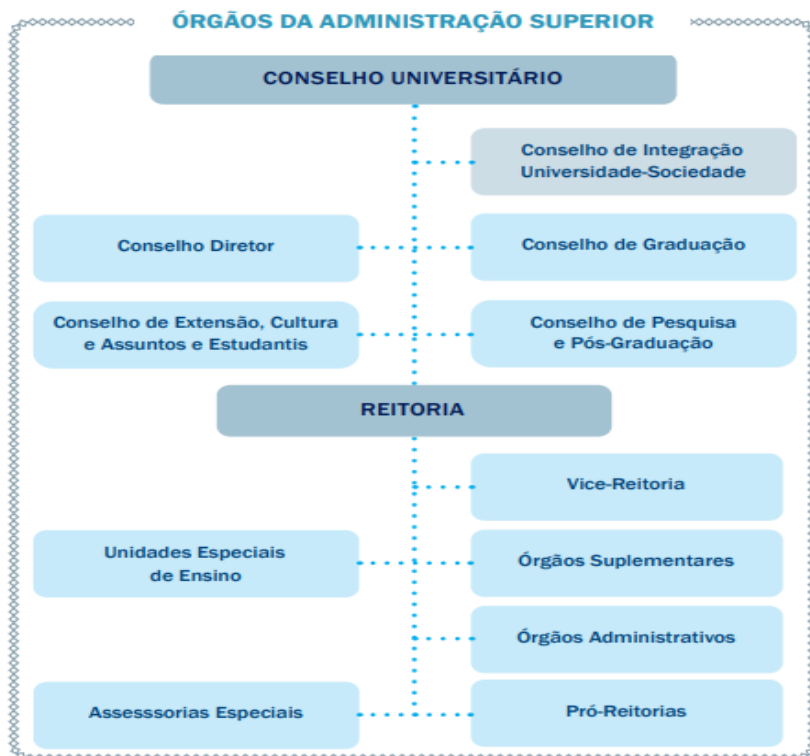 ÓRGÃOS DA ADMINISTRAÇÃO SUPERIOR
CONSELHO UNIVERSITÁRIO
Conselho de Integração
Universidade-Sociedade
Conselho Diretor
Conselho de Graduação
Conselho de Extensão, Cultura
e Assuntos e Estudantis
Conselho de Pesquisa
e Pós-Graduação
REITORIA
Vice-Reitoria
Unidades Especiais
de Ensino
Órgãos Suplementares
Órgãos Administrativos
Assesssorias Especiais
Pró-Reitorias